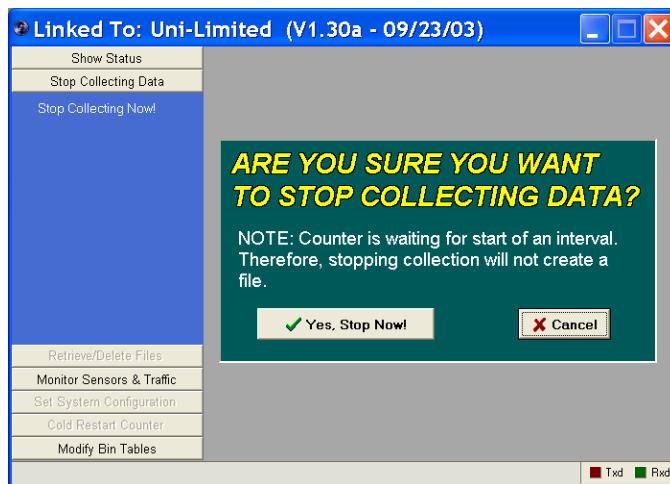 Linked To: Uni-Limited (V1.30a - 09/23/03)
Show Status
Stop Collecting Data
Stop Collecting Now!
ARE YOU SURE YOU WANT
TO STOP COLLECTING DATA?
NOTE: Counter is waiting for start of an interval.
Therefore, stopping collection will not create a
file.
Yes, Stop Now!
Cancel
Retrieve/Delete Files
Monitor Sensors & Traffic
Set System Configuration
Cold Restart Counter
Modify Bin Tables
Txd Rxd